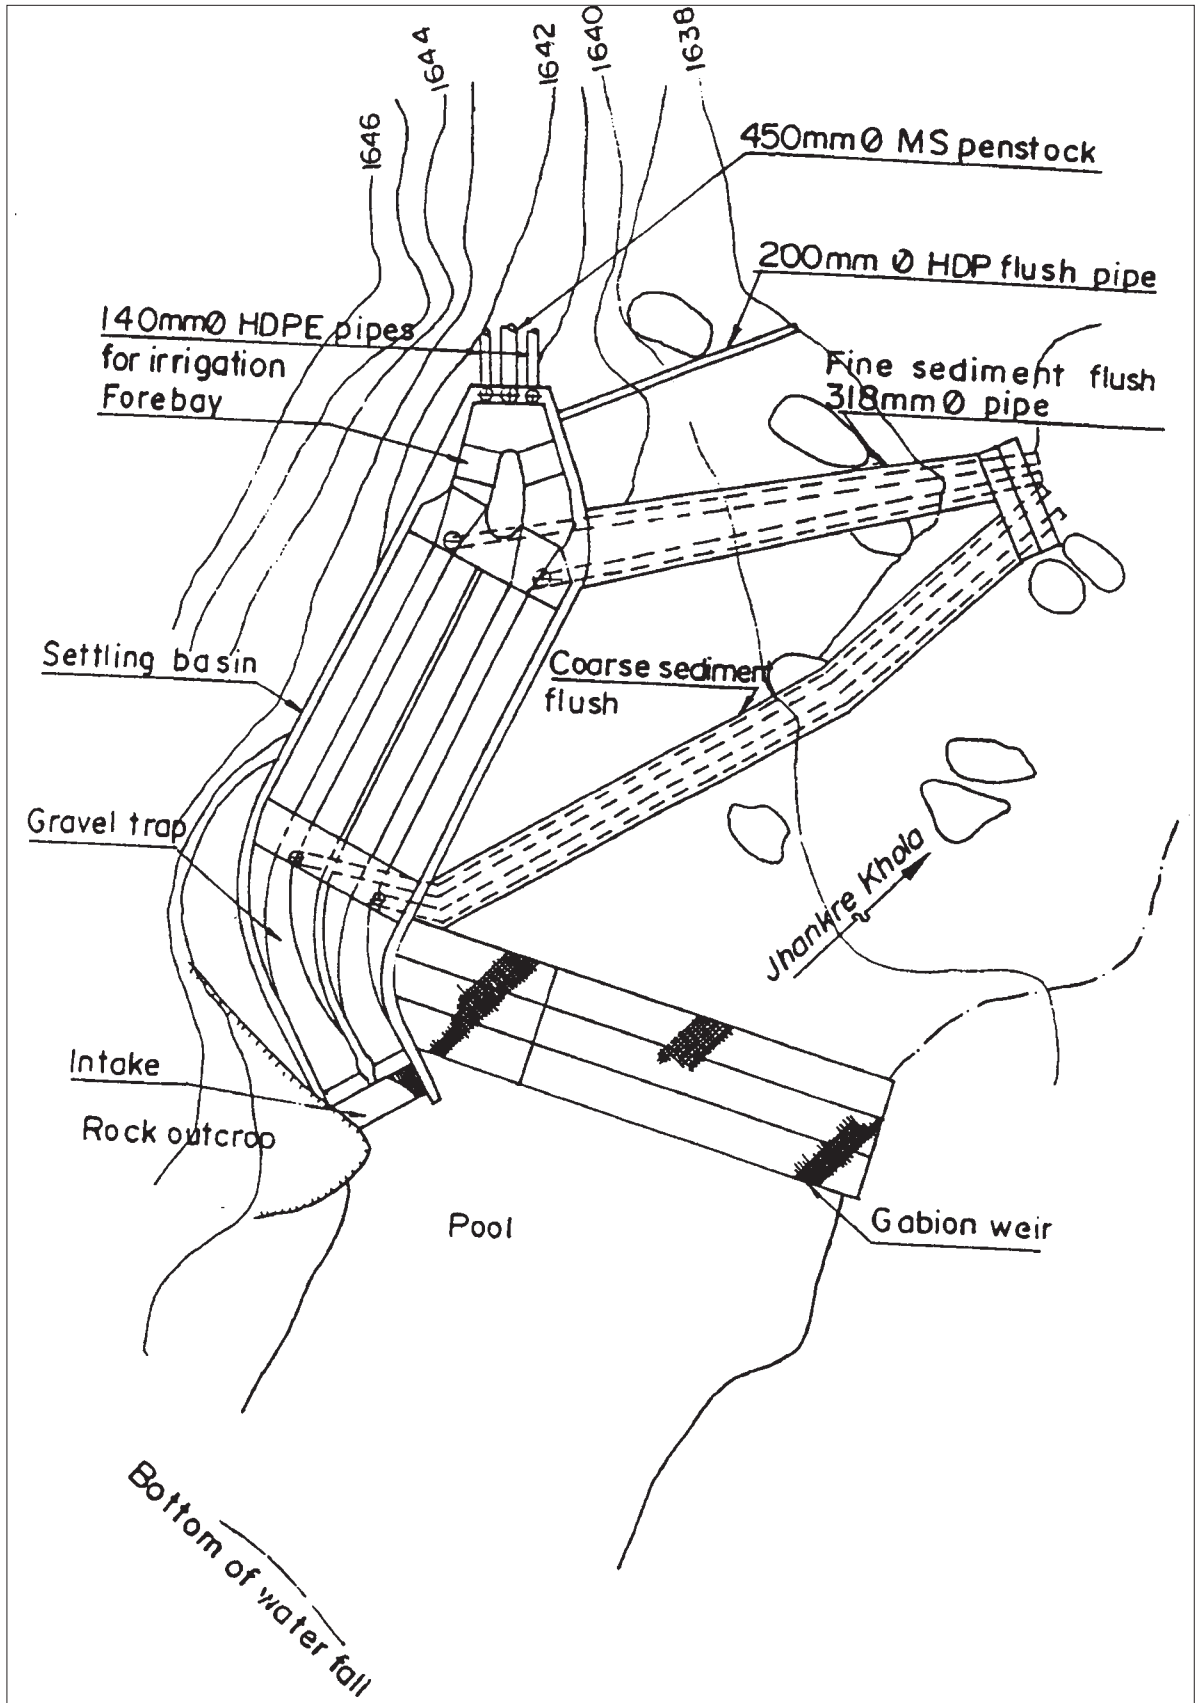 1646
1644
1642
1640
1638
450mm Ø MS penstock
200mm Ø HDP flush pipe
140mmØ HDPE pipes
for irrigation
Forebay
Fine sediment flush
318mm Ø pipe
Settling basin
Coarse sediment
flush
Gravel trap
Jhankre Khola
Intake
Rock outcrop
Pool
Gabion weir
Bottom of water fall